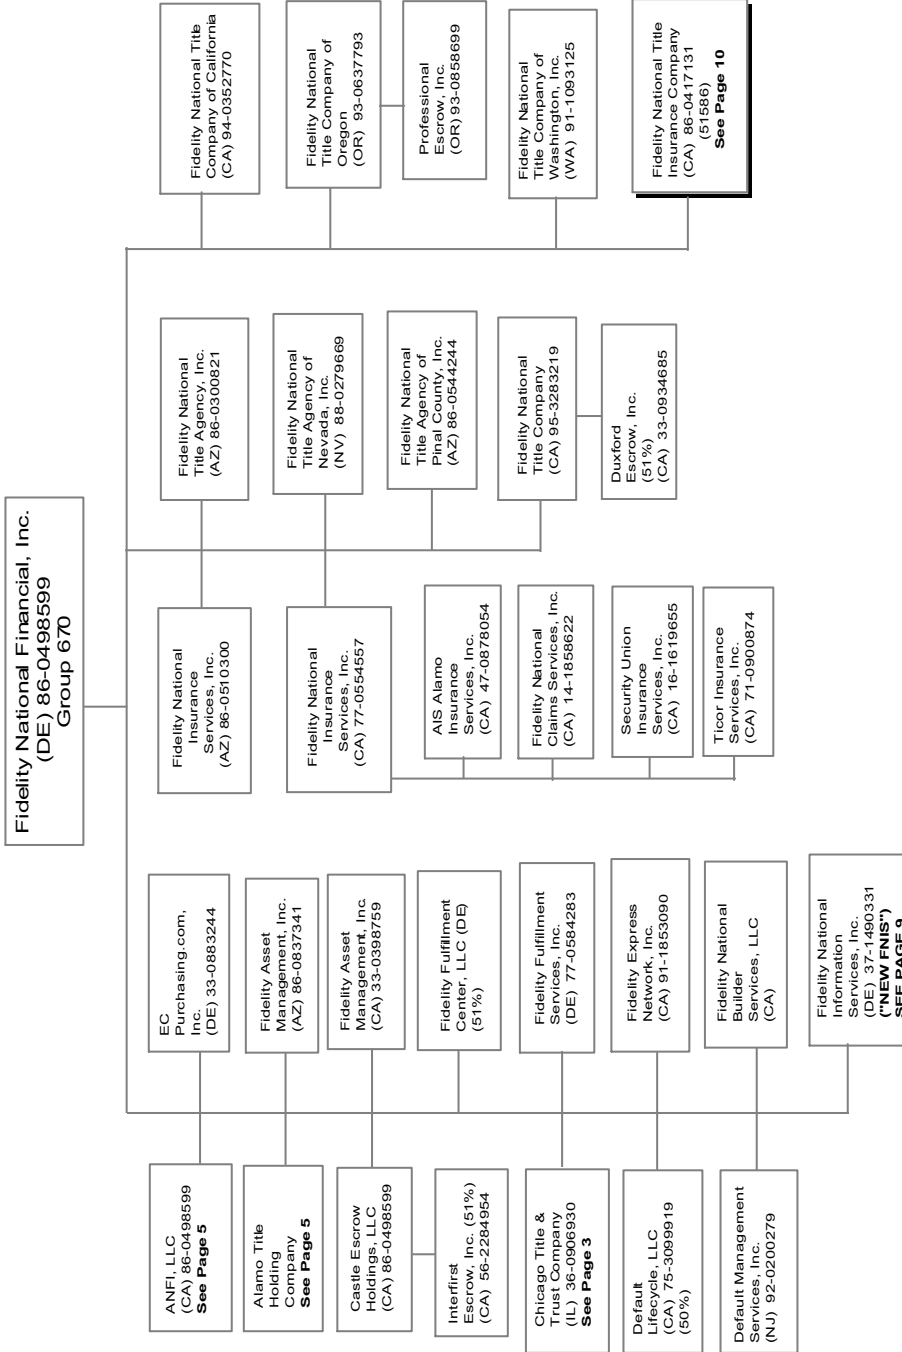 Fidelity National Financial, Inc.
(DE) 86-0498599
Group 670
ANFI, LLC
(CA) 86-0498599
See Page 5
Alamo Title
Holding
Company
See Page 5
Castle Escrow
Holdings, LLC
(CA) 86-0498599
Interfirst
Escrow, Inc. (51%)
(CA) 56-2284954
Chicago Title &
Trust Company
(IL) 36-0906930
See Page 3
Default
Lifecycle, LLC
(CA) 75-3099919
(50%)
Default Management
Services, Inc.
(NJ) 92-0200279
EC
Purchasing.com,
Inc.
(DE) 33-0883244
Fidelity Asset
Management, Inc.
(AZ) 86-0837341
Fidelity Asset
Management, Inc.
(CA) 33-0398759
Fidelity Fulfillment
Center, LLC (DE)
(51%)
Fidelity Fulfillment
Services, Inc.
(DE) 77-0584283
Fidelity Express
Network, Inc.
(CA) 91-1853090
Fidelity National
Builder
Services, LLC
(CA)
Fidelity National
Information
Services, Inc.
(DE) 37-1490331
("NEW FNIS")
SEE PAGE 9
Fidelity National
Insurance
Services, Inc.
(AZ) 86-0510300
Fidelity National
Insurance
Services, Inc.
(CA) 77-0554557
AIS Alamo
Insurance
Services, Inc.
(CA) 47-0878054
Fidelity National
Claims Services, Inc.
(CA) 14-1858622
Security Union
Insurance
Services, Inc.
(CA) 16-1619655
Ticor Insurance
Services, Inc.
(CA) 71-0900874
Fidelity National
Title Agency, Inc.
(AZ) 86-0300821
Fidelity National
Title Agency of
Nevada, Inc.
(NV) 88-0279669
Fidelity National
Title Agency of
Pinal County, Inc.
(AZ) 86-0544244
Fidelity National
Title Company
(CA) 95-3283219
Duxford
Escrow, Inc.
(51%)
(CA) 33-0934685
Fidelity National Title
Company of California
(CA) 94-0352770
Fidelity National
Title Company of
Oregon
(OR) 93-0637793
Professional
Escrow, Inc.
(OR) 93-0858699
Fidelity National
Title Company of
Washington, Inc.
(WA) 91-1093125
Fidelity National Title
Insurance Company
(CA) 86-0417131
(51586)
See Page 10